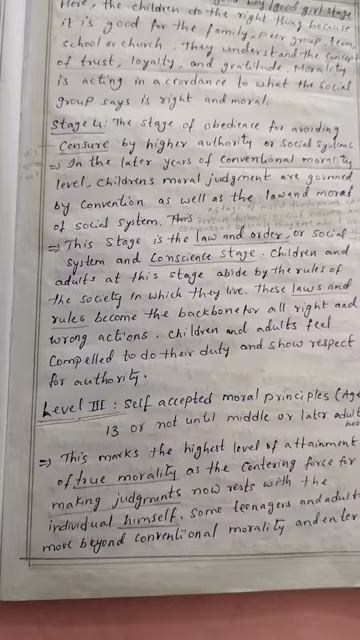 good boy/good girl stage
Here, the children do the right thing because
it is good for the family, peer group, team,
school or church. They understand the concept
of trust, loyalty, and gratitude. Morality
is acting in accordance to what the social
group says is right and moral.
Stage 4: The stage of obedience for avoiding
censure by higher authority or social systems.
⇒ In the later years of conventional morality
level, childrens moral judgment are governed
by convention as well as the law and moral
of social system. This
⇒ This stage is the law and order, or social
system and conscience stage. Children and
adults at this stage abide by the rules of
the society in which they live. These laws and
rules become the backbone for all right and
wrong actions. children and adults feel
compelled to do their duty and show respect
for authority.
Level III: Self accepted moral principles (Age
13 or not until middle or later adult
hoo
⇒ This marks the highest level of attainment
of true morality as the contering force for
making judgments now rests with the
individual himself. Some teenagers and adult
move beyond conventional morality and enter